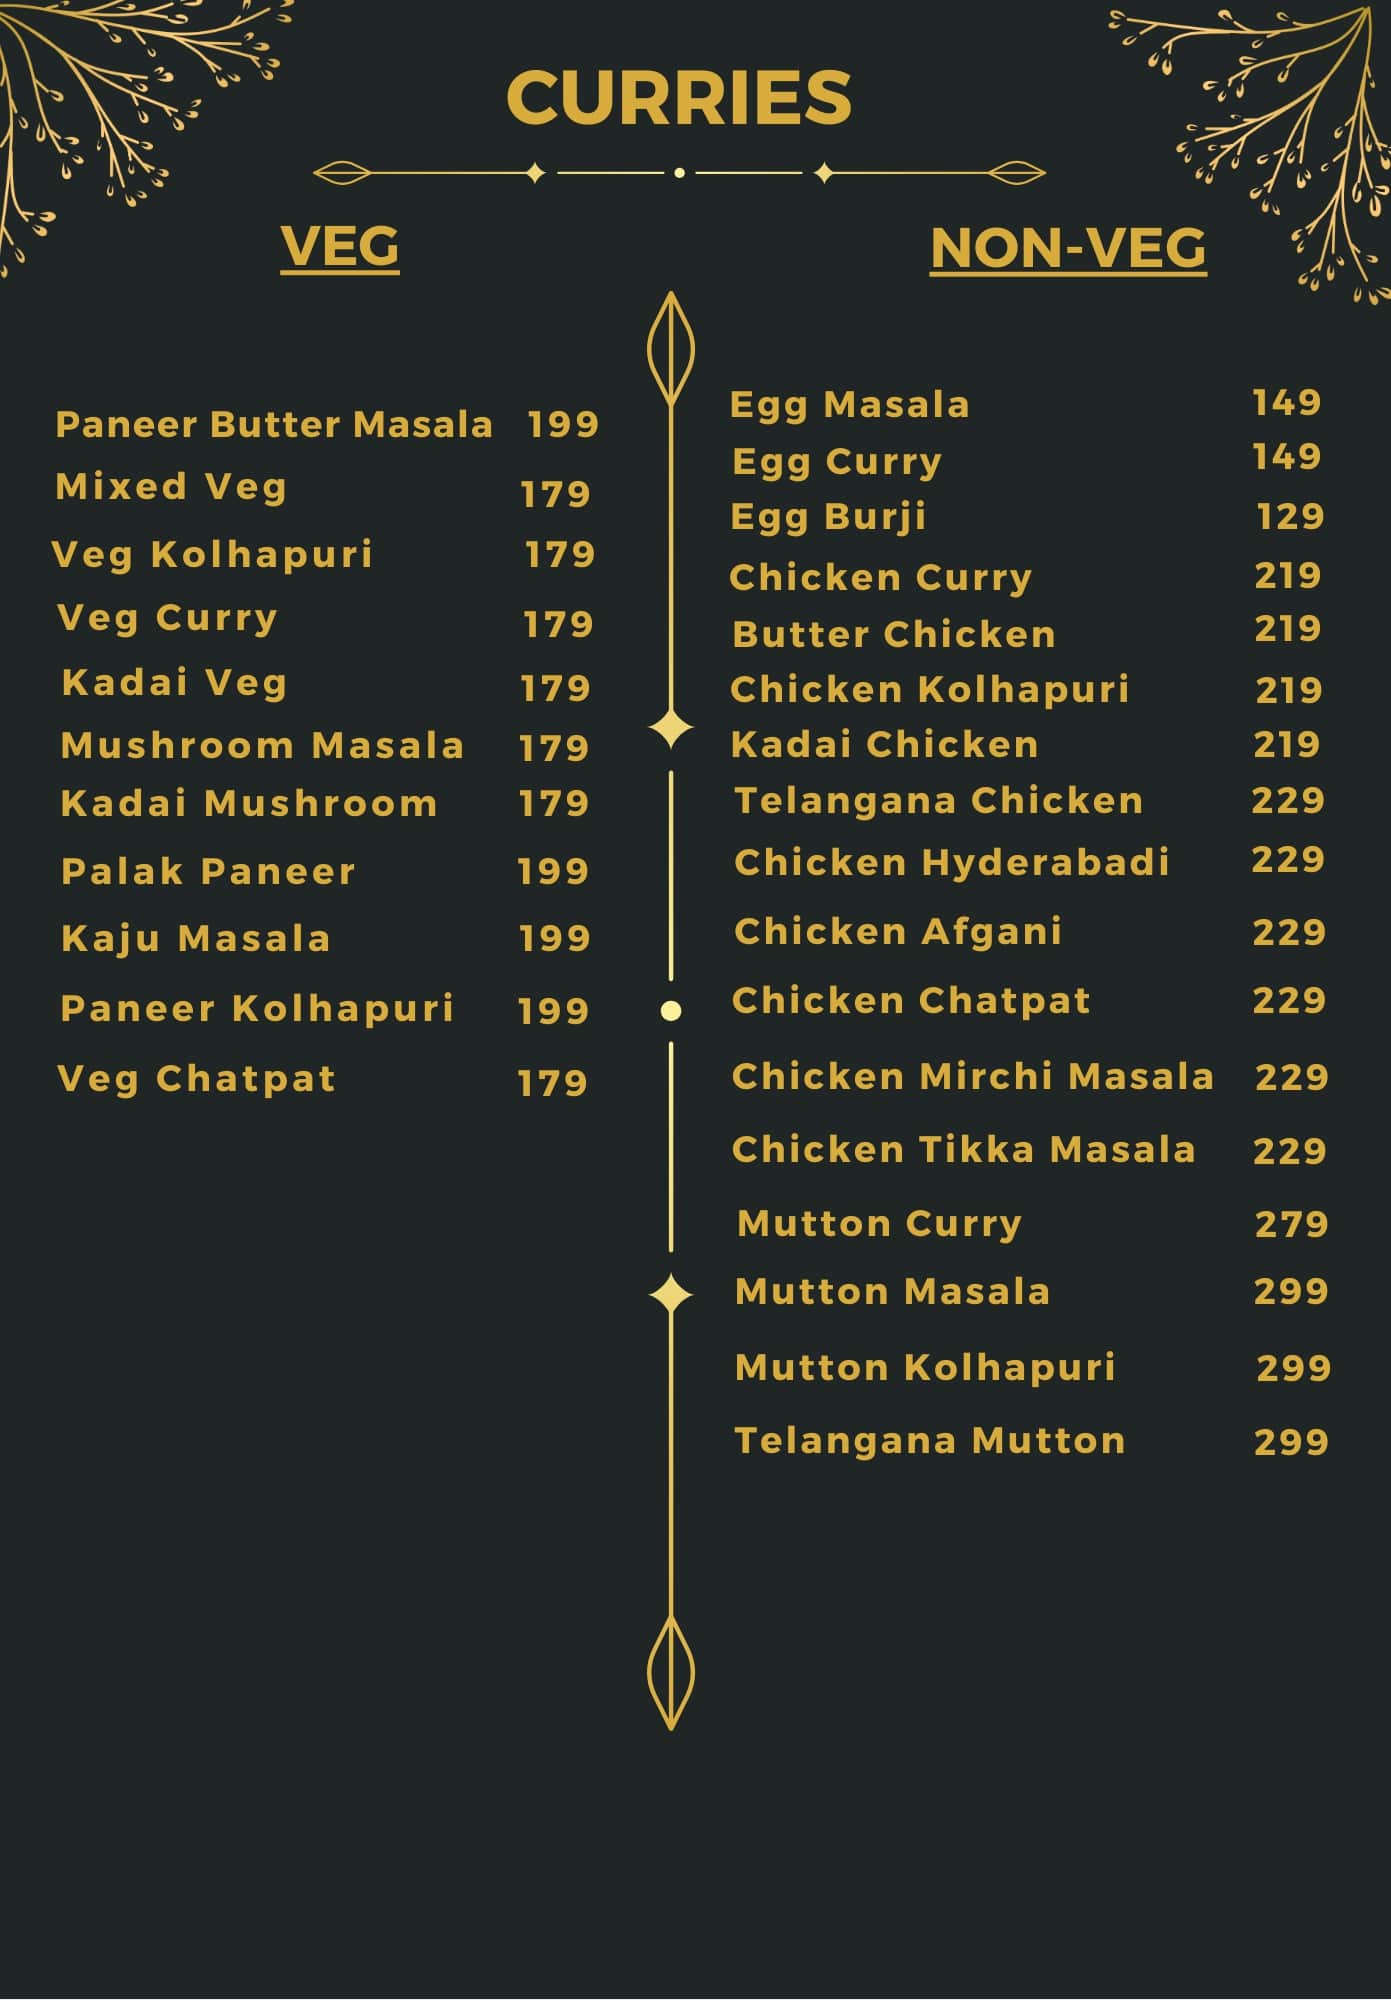 CURRIES
VEG
Paneer Butter Masala 199
Mixed Veg 179
Veg Kolhapuri 179
Veg Curry 179
Kadai Veg 179
Mushroom Masala 179
Kadai Mushroom 179
Palak Paneer 199
Kaju Masala 199
Paneer Kolhapuri 199
Veg Chatpat 179
NON-VEG
Egg Masala 149
Egg Curry 149
Egg Burji 129
Chicken Curry 219
Butter Chicken 219
Chicken Kolhapuri 219
Kadai Chicken 219
Telangana Chicken 229
Chicken Hyderabadi 229
Chicken Afgani 229
Chicken Chatpat 229
Chicken Mirchi Masala 229
Chicken Tikka Masala 229
Mutton Curry 279
Mutton Masala 299
Mutton Kolhapuri 299
Telangana Mutton 299